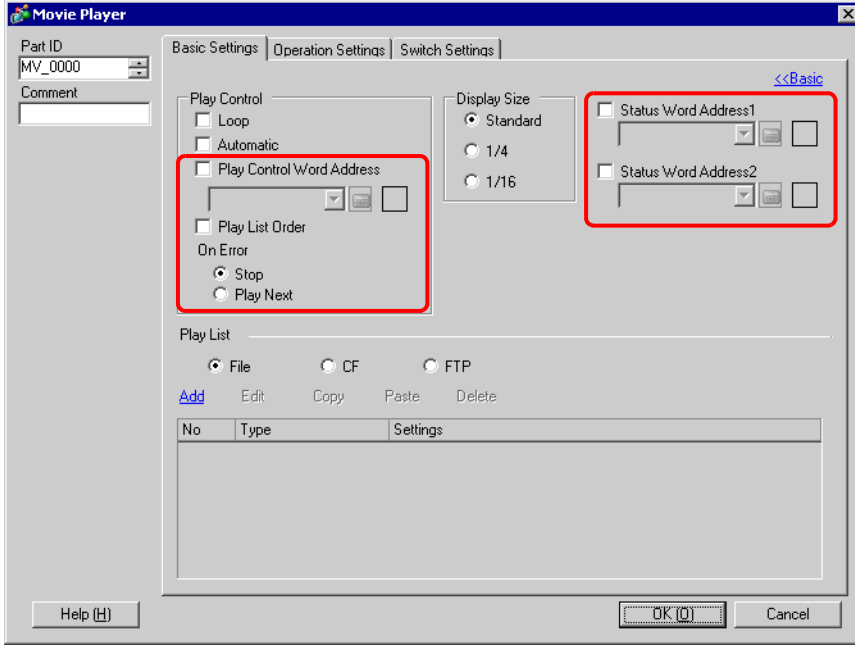 Movie Player
Part ID
MV_0000
Comment
Basic Settings
Operation Settings
Switch Settings
<<Basic
Play Control
Loop
Automatic
Play Control Word Address
Play List Order
On Error
Stop
Play Next
Display Size
Standard
1/4
1/16
Status Word Address1
Status Word Address2
Play List
File CF FTP
Add Edit Copy Paste Delete
No Type Settings
Help (H) OK (O) Cancel